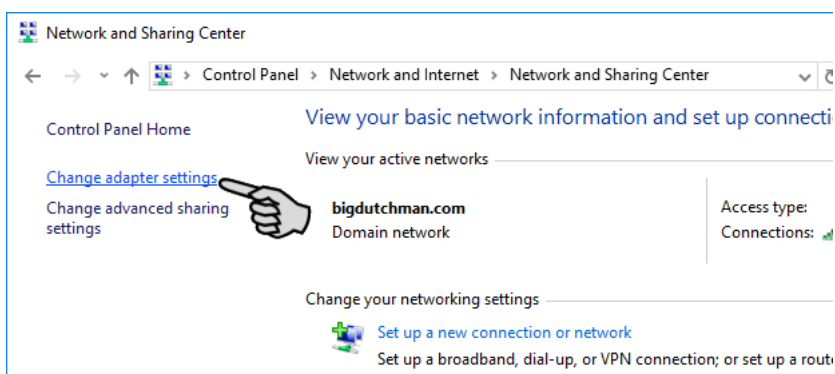 Network and Sharing Center
Control Panel > Network and Internet > Network and Sharing Center
Control Panel Home
Change adapter settings
Change advanced sharing
settings
View your basic network information and set up
View your active networks
bigdutchman.com
Domain network
Access type:
Connections:
Change your networking settings
Set up a new connection or network
Set up a broadband, dial-up, or VPN connection; or set up a